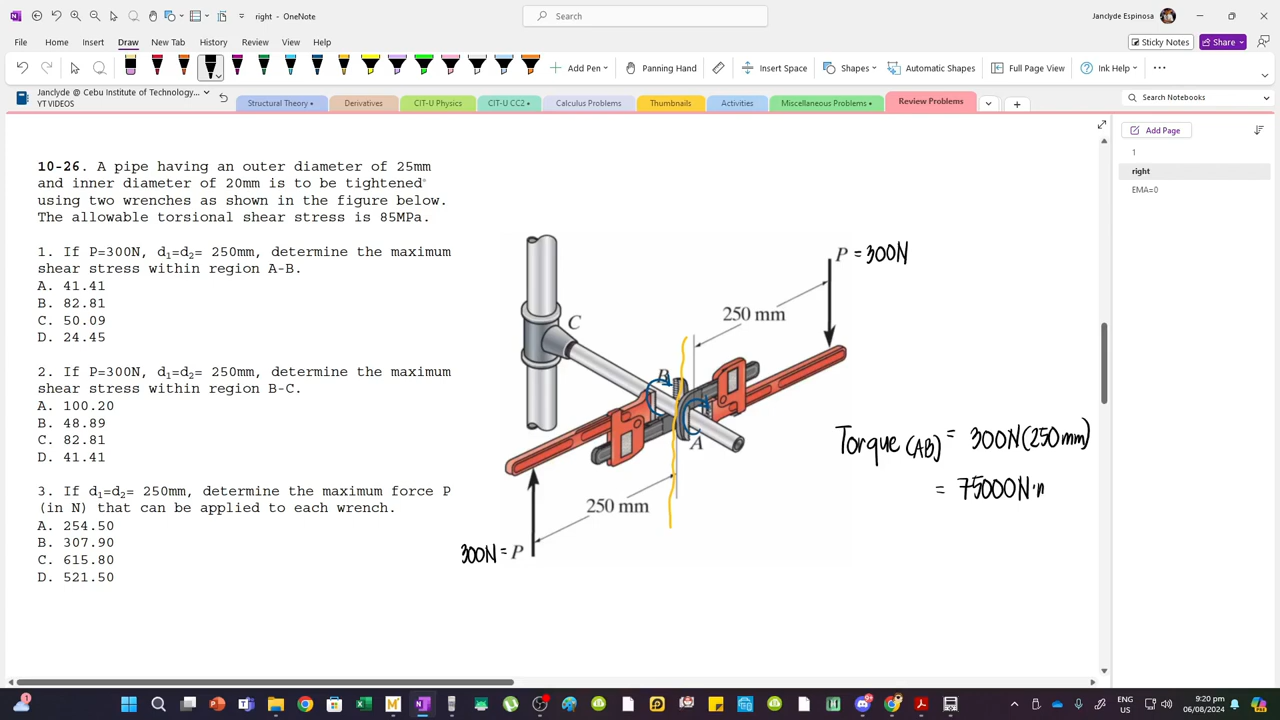 right - OneNote
Search
Janclyde Espinosa
File Home Insert Draw New Tab History Review View Help
Sticky Notes
Share
Add Pen
Panning Hand
Insert Space
Shapes
Automatic Shapes
Full Page View
Ink Help
Janclyde @ Cebu Institute of Technology...
YT VIDEOS
Structural Theory
Derivatives
CIT-U Physics
CIT-U CC2
Calculus Problems
Thumbnails
Activities
Miscellaneous Problems
Review Problems
Search Notebooks
Add Page
1
right
EMA=0
10-26. A pipe having an outer diameter of 25mm
and inner diameter of 20mm is to be tightened
using two wrenches as shown in the figure below.
The allowable torsional shear stress is 85MPa.
1. If P=300N, d₁=d₂= 250mm, determine the maximum
shear stress within region A-B.
A. 41.41
B. 82.81
C. 50.09
D. 24.45
2. If P=300N, d₁=d₂= 250mm, determine the maximum
shear stress within region B-C.
A. 100.20
B. 48.89
C. 82.81
D. 41.41
3. If d₁=d₂= 250mm, determine the maximum force P
(in N) that can be applied to each wrench.
A. 254.50
B. 307.90
C. 615.80
D. 521.50
P = 300N
250 mm
C
B
A
250 mm
300N = P
Torque (AB) = 300N(250mm)
= 75000N·
ENG
US
9:20 pm
06/08/2024
1